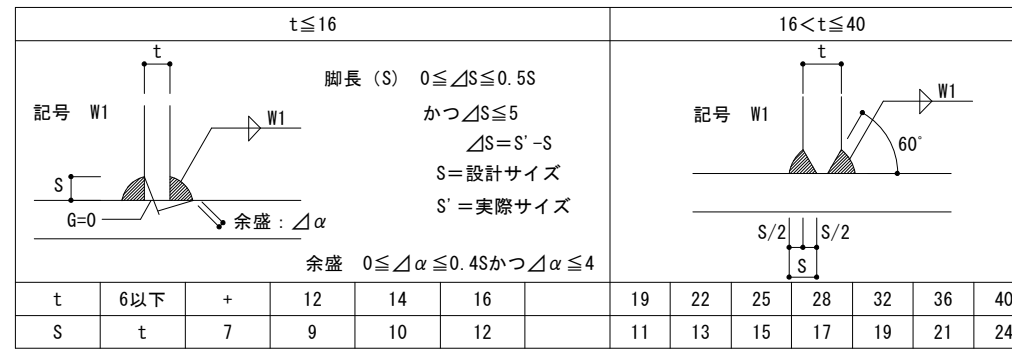 t≦16
16<t≦40
t
脚長(S) 0≦⊿S≦0.5S
かつ⊿S≦5
⊿S=S'-S
S=設計サイズ
S'=実際サイズ
記号 W1
W1
S
G=0
余盛:⊿α
余盛 0≦⊿α≦0.4Sかつ⊿α≦4
t
記号 W1
W1
60°
S/2 S/2
S
t 6以下 + 12 14 16 19 22 25 28 32 36 40
S t 7 9 10 12 11 13 15 17 19 21 24